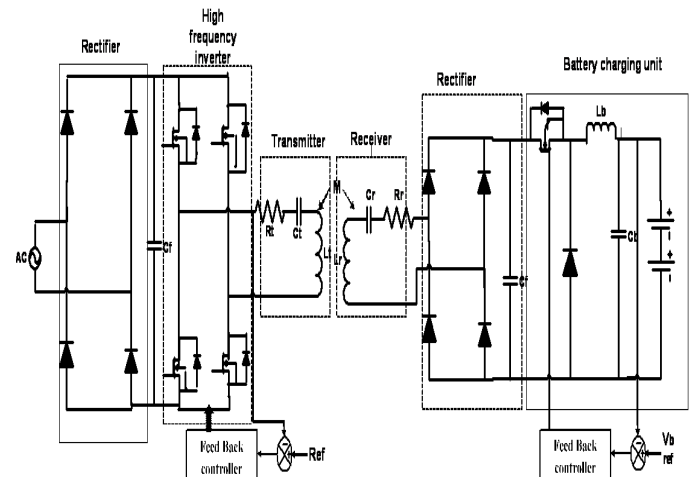 High
frequency
inverter
Rectifier
Rectifier
Battery charging unit
Transmitter
Receiver
Lb
M
Cr
Rr
Rt
Ct
Lt
Lr
Cf
Cf
Cb
AC
+
−
+
−
Feed Back
controller
−
Ref
Feed Back
controller
−
Vb
ref